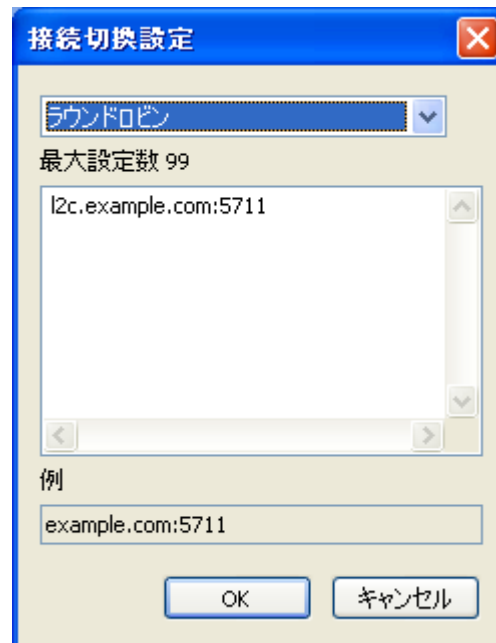 接続切換設定
ラウンドロビン
最大設定数 99
l2c.example.com:5711
例
example.com:5711
OK
キャンセル